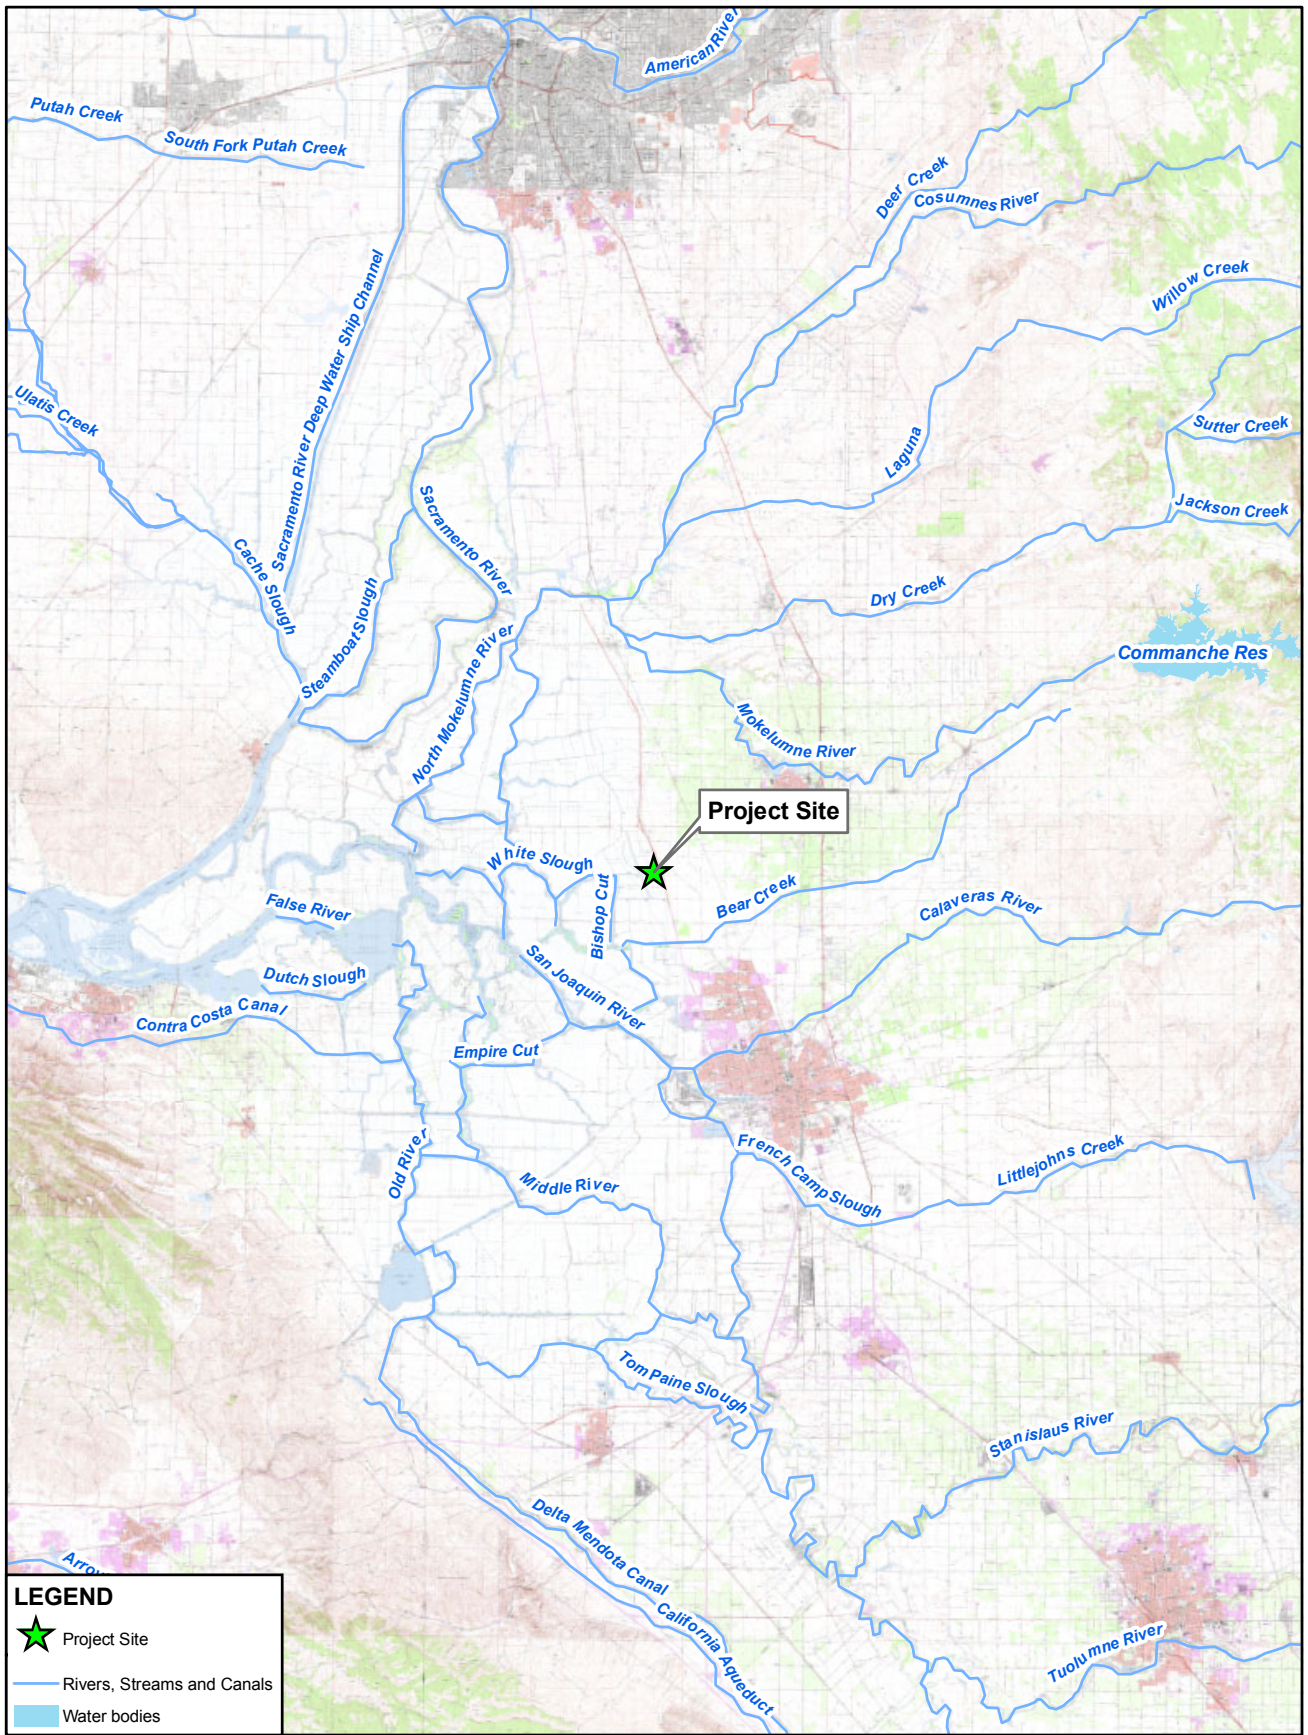 American River
Putah Creek
South Fork Putah Creek
Deer Creek
Cosumnes River
Willow Creek
Sacramento River Deep Water Ship Channel
Ulatis Creek
Sutter Creek
Laguna
Jackson Creek
Sacramento River
Cache Slough
Steamboat Slough
Dry Creek
North Mokelumne River
Commanche Res
Mokelumne River
Project Site
White Slough
Bishop Cut
Bear Creek
Calaveras River
False River
Dutch Slough
San Joaquin River
Contra Costa Canal
Empire Cut
Old River
Middle River
French Camp Slough
Littlejohns Creek
Tom Paine Slough
Stanislaus River
Delta Mendota Canal
California Aqueduct
Tuolumne River
LEGEND
Project Site
Rivers, Streams and Canals
Water bodies